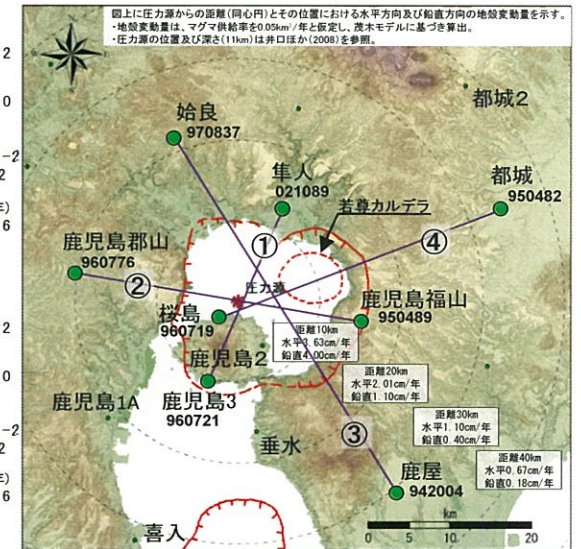 図上に圧力源からの距離(同心円)とその位置における水平方向及び鉛直方向の地殻変動量を示す。
・地殻変動量は、マグマ供給率を0.05km³/年と仮定し、茂木モデルに基づき算出。
・圧力源の位置及び深さ(11km)は井口ほか(2008)を参照。
2
0
-2
2
年)
6
2
0
-2
2
年)
6
都城2
姶良
970837
隼人
021089
都城
950482
若尊カルデラ
①
④
鹿児島郡山
960776
②
圧力源
桜島
960719
鹿児島福山
950489
距離10km
水平3.63cm/年
鉛直4.00cm/年
鹿児島2
距離20km
水平2.01cm/年
鉛直1.10cm/年
鹿児島1A
鹿児島3
960721
垂水
③
距離30km
水平1.10cm/年
鉛直0.40cm/年
距離40km
水平0.67cm/年
鉛直0.18cm/年
鹿屋
942004
喜入
km
0
10
20